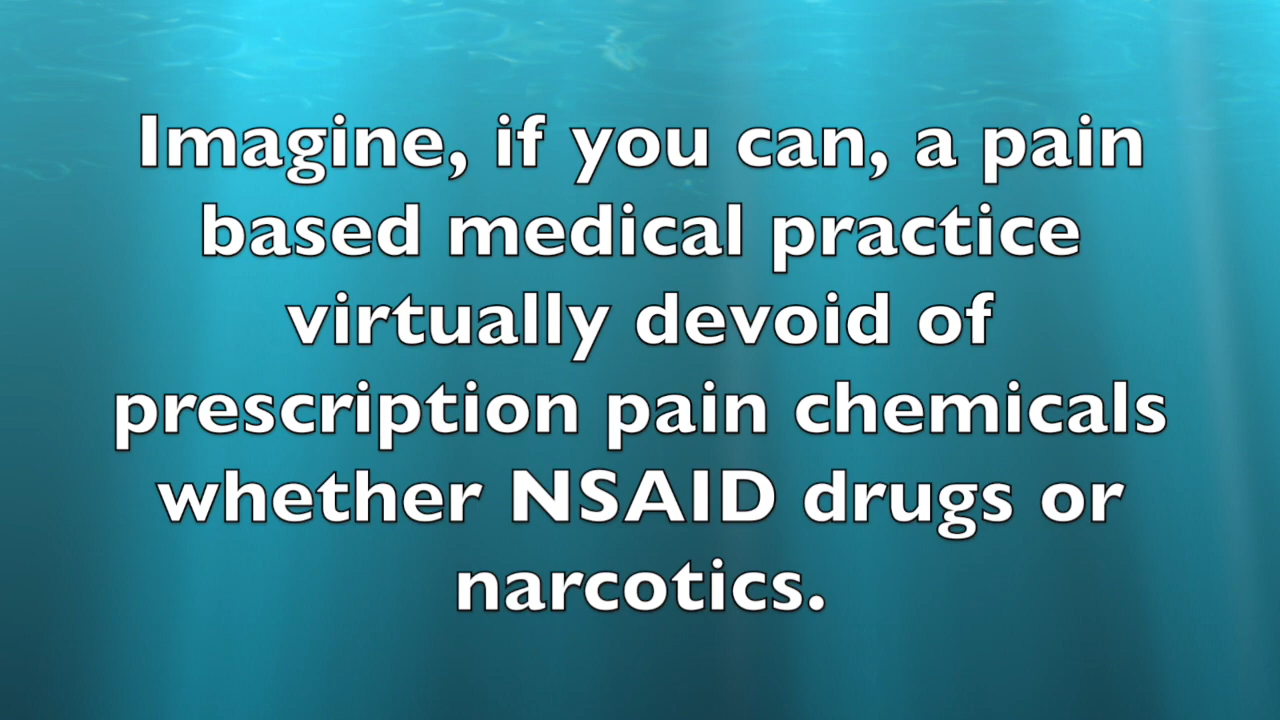 Imagine, if you can, a pain
based medical practice
virtually devoid of
prescription pain chemicals
whether NSAID drugs or
narcotics.